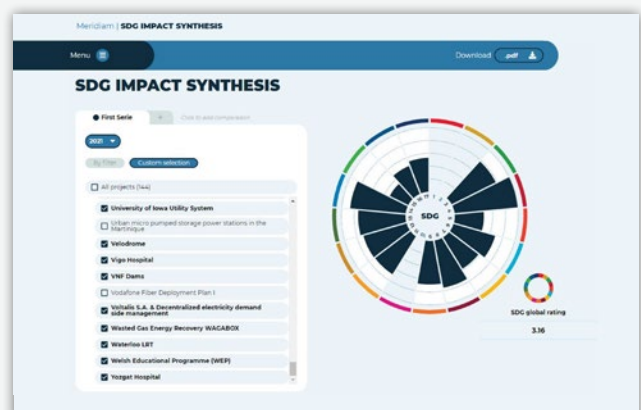 Meridiam | SDG IMPACT SYNTHESIS
Menu
Download .pdf
SDG IMPACT SYNTHESIS
First Serie
+
Click to add comparaison
2021
By Filter
Custom selection
All projects (144)
University of Iowa Utility System
Urban micro pumped storage power stations in the
Martinique
Velodrome
Vigo Hospital
VNF Dams
Vodafone Fiber Deployment Plan I
Voltalis S.A. & Decentralized electricity demand
side management
Wasted Gas Energy Recovery WAGABOX
Waterloo LRT
Welsh Educational Programme (WEP)
Yozgat Hospital
SDG
SDG global rating
3.16